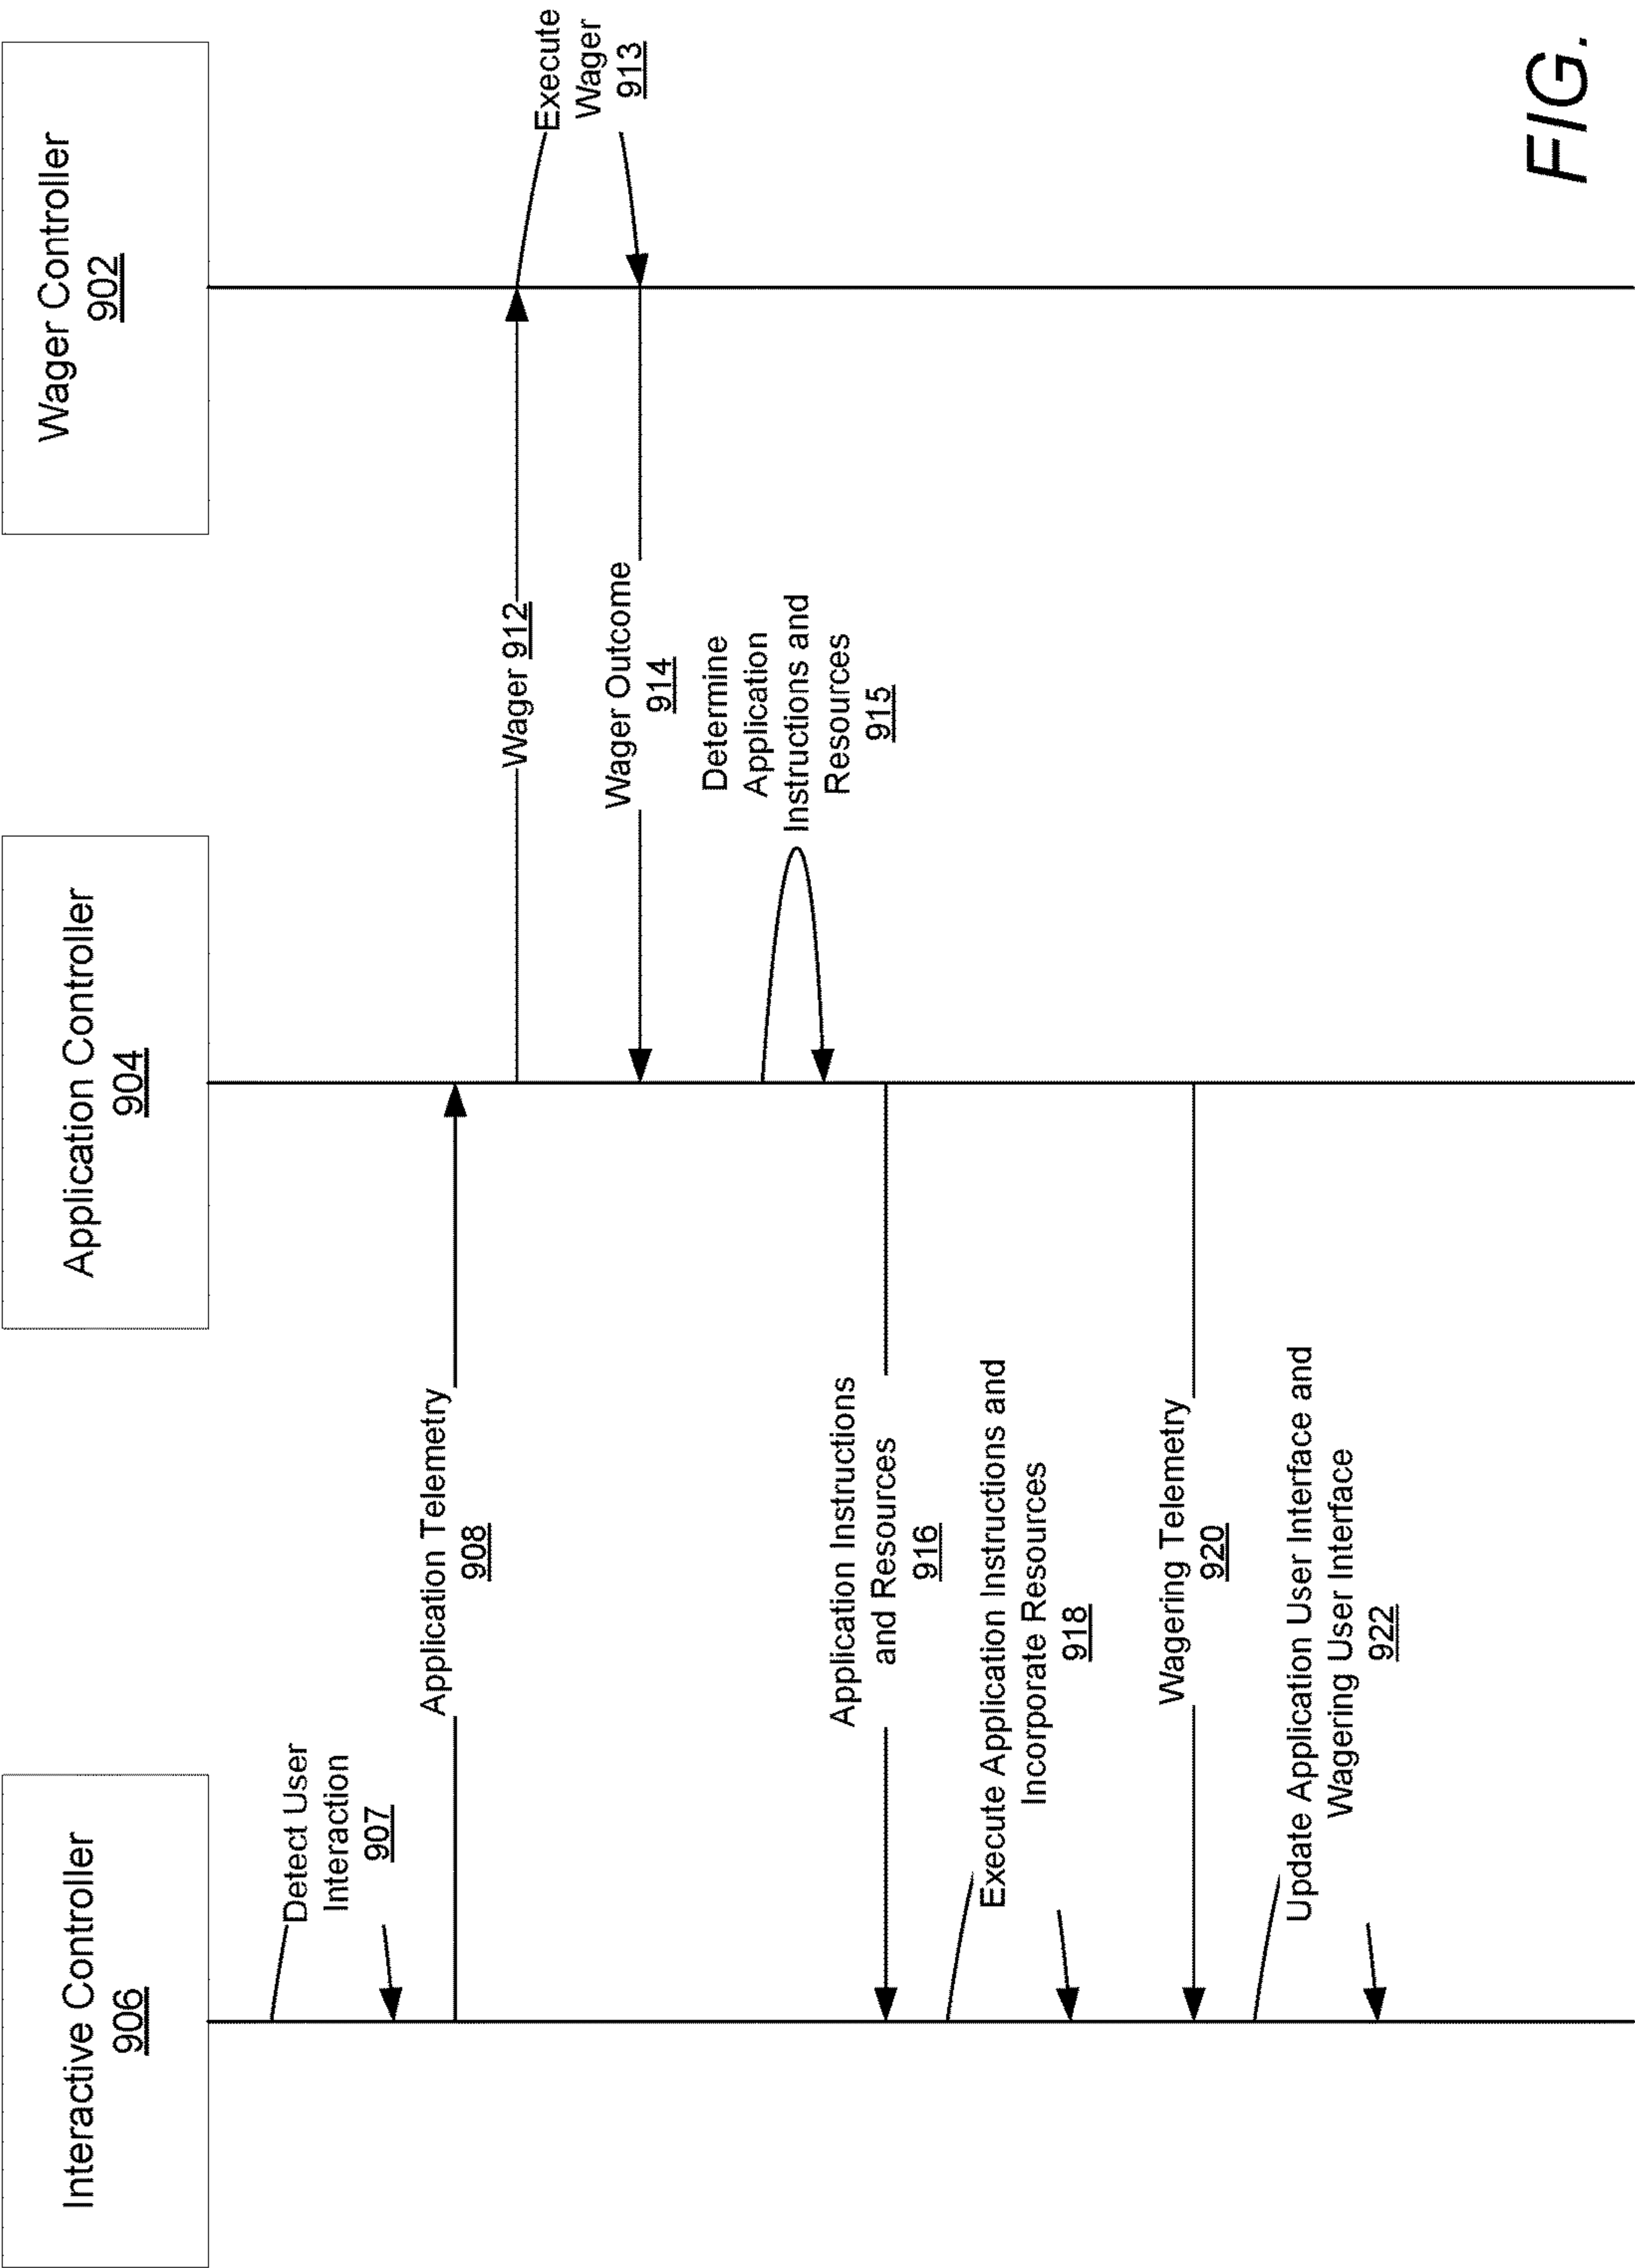 Interactive Controller
906
Application Controller
904
Wager Controller
902
Detect User
Interaction
907
Application Telemetry
908
Wager 912
Execute
Wager
913
Wager Outcome
914
Determine
Application
Instructions and
Resources
915
Application Instructions
and Resources
916
Execute Application Instructions and
Incorporate Resources
918
Wagering Telemetry
920
Update Application User Interface and
Wagering User Interface
922
FIG.